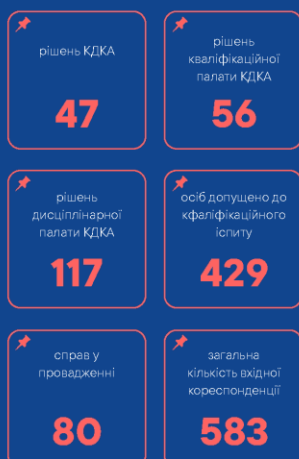 рішень КДКА
47
рішень
кваліфікаційної
палати КДКА
56
рішень
дисціплінарної
палати КДКА
117
осіб допущено до
кфаліфікаційного
іспиту
429
справ у
провадженні
80
загальна
кількість вхідної
кореспонденції
583